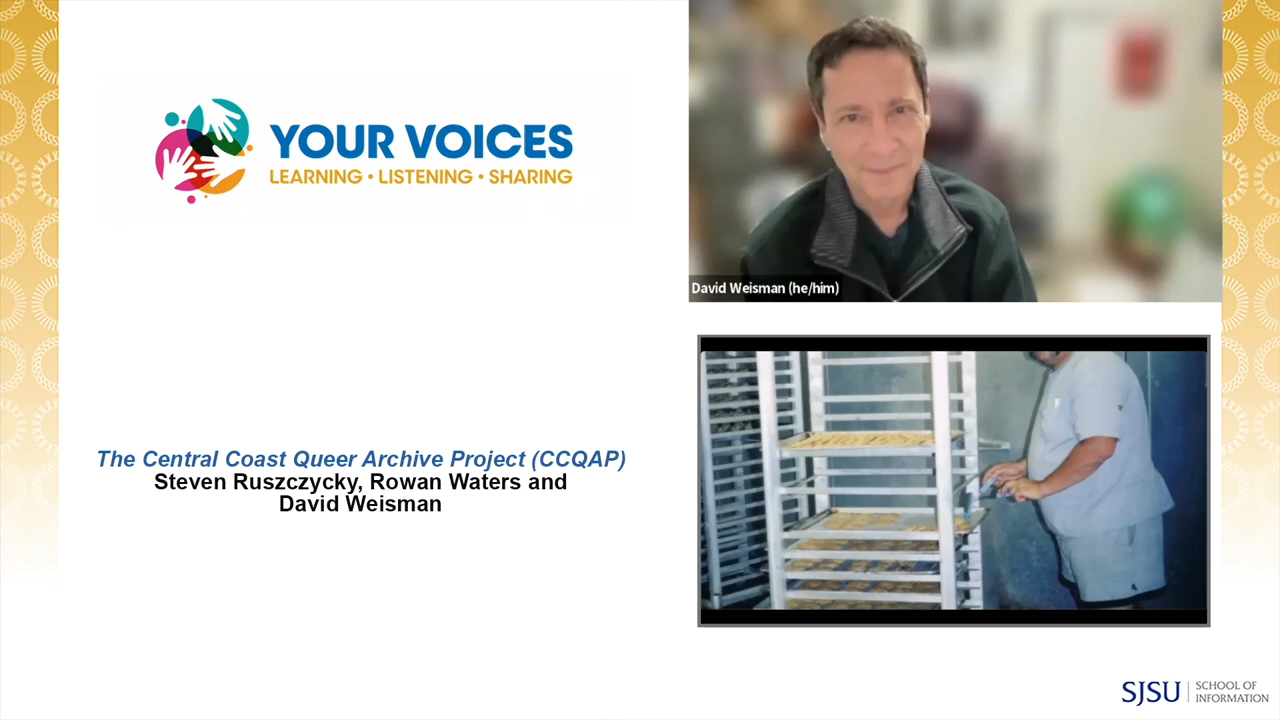 YOUR VOICES
LEARNING • LISTENING • SHARING
David Weisman (he/him)
The Central Coast Queer Archive Project (CCQAP)
Steven Ruszczycky, Rowan Waters and
David Weisman
SJSU | SCHOOL OF
INFORMATION